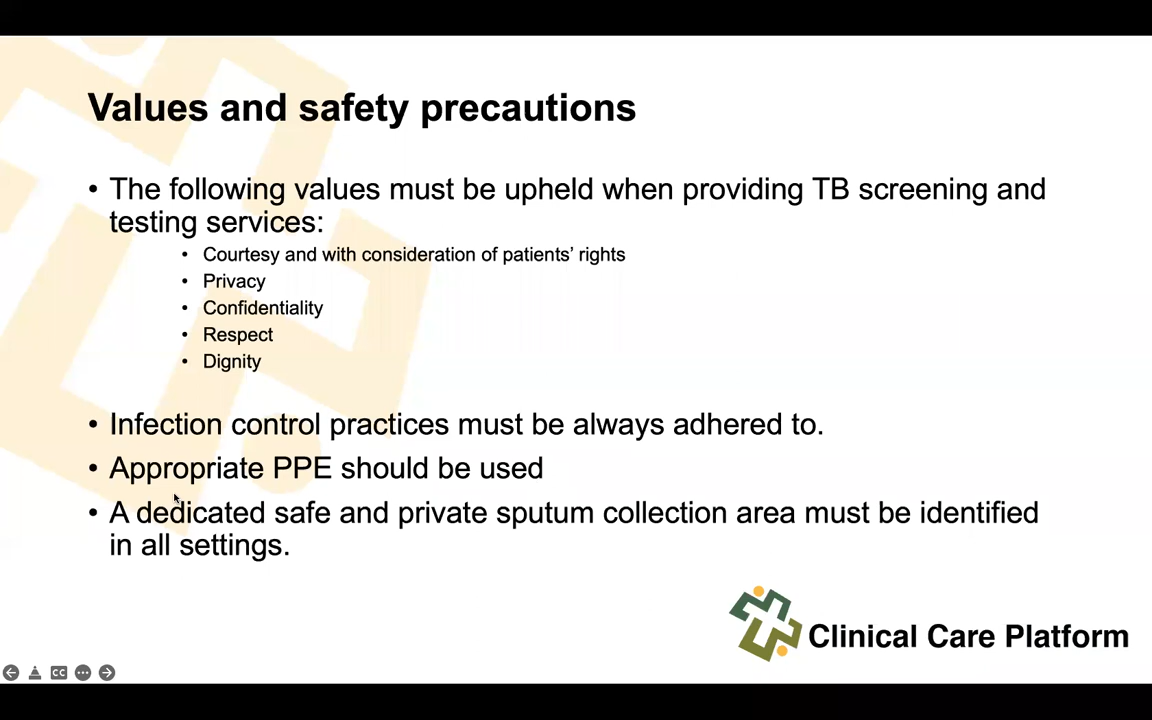 Values and safety precautions
• The following values must be upheld when providing TB screening and
testing services:
• Courtesy and with consideration of patients’ rights
• Privacy
• Confidentiality
• Respect
• Dignity
• Infection control practices must be always adhered to.
• Appropriate PPE should be used
• A dedicated safe and private sputum collection area must be identified
in all settings.
Clinical Care Platform
CC